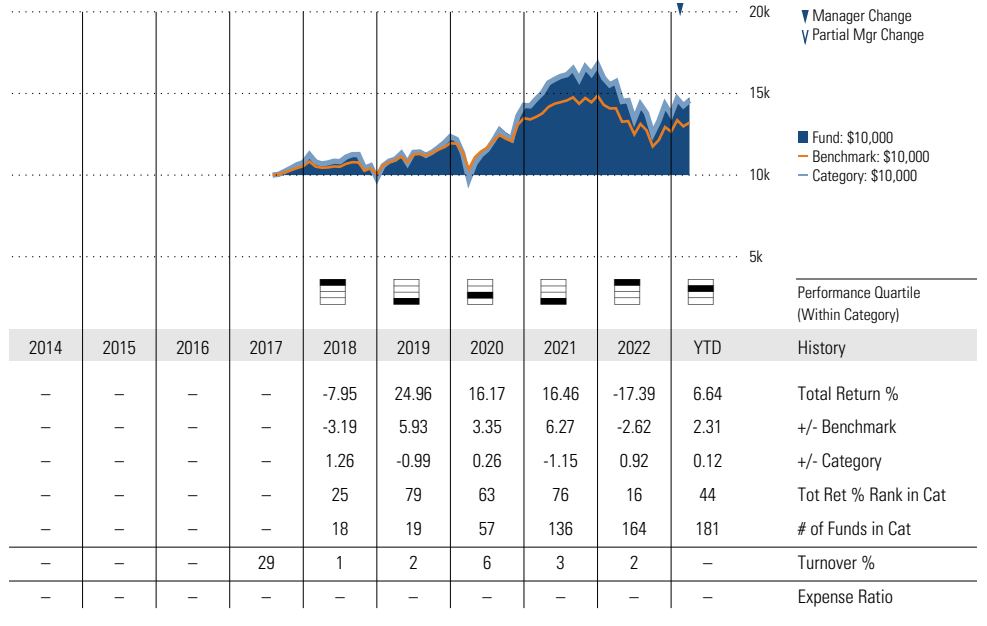 20k
15k
10k
5k
Manager Change
Partial Mgr Change
Fund: $10,000
Benchmark: $10,000
Category: $10,000
Performance Quartile
(Within Category)
2014 2015 2016 2017 2018 2019 2020 2021 2022 YTD History
– – – – -7.95 24.96 16.17 16.46 -17.39 6.64 Total Return %
– – – – -3.19 5.93 3.35 6.27 -2.62 2.31 +/- Benchmark
– – – – 1.26 -0.99 0.26 -1.15 0.92 0.12 +/- Category
– – – – 25 79 63 76 16 44 Tot Ret % Rank in Cat
– – – – 18 19 57 136 164 181 # of Funds in Cat
– – – 29 1 2 6 3 2 – Turnover %
– – – – – – – – – – Expense Ratio